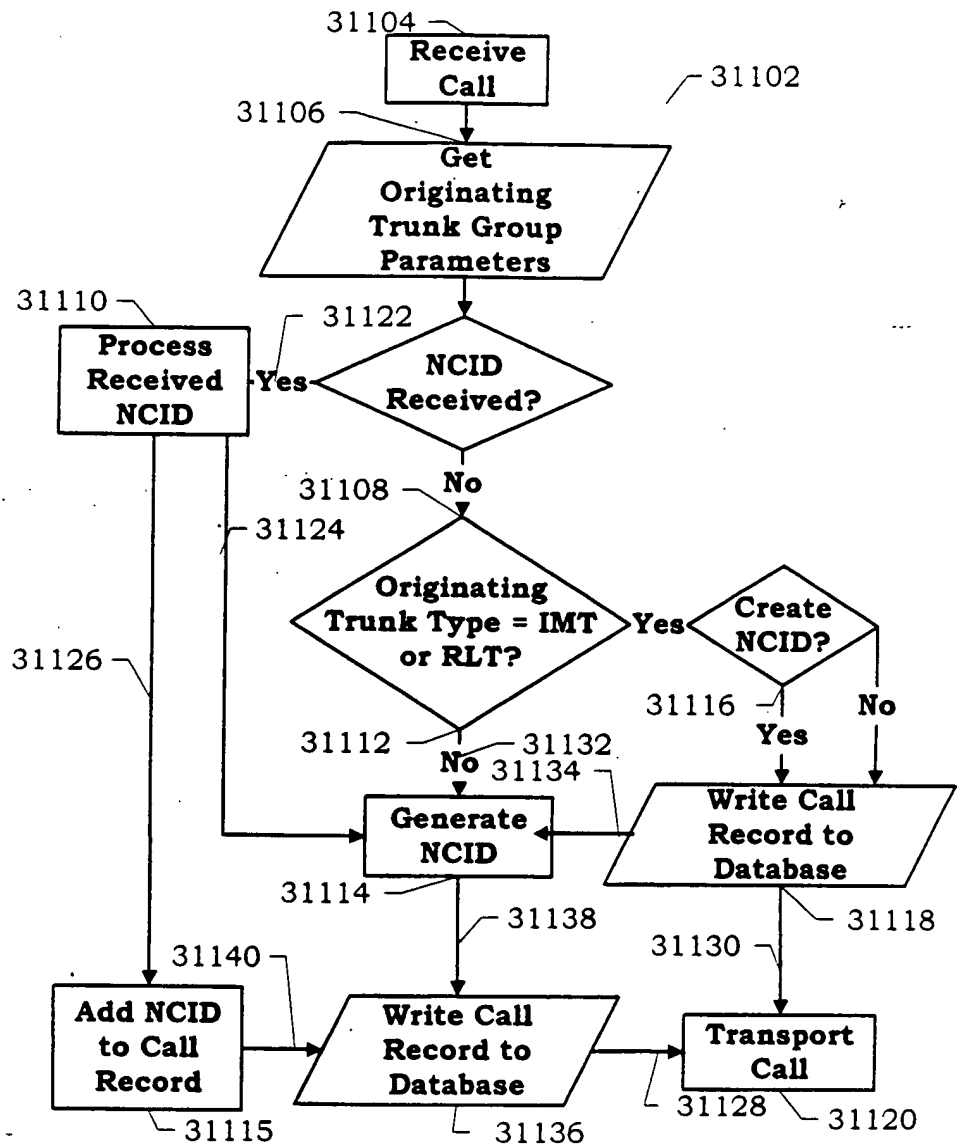 31104
Receive
Call
31102
31106
Get
Originating
Trunk Group
Parameters
31110
31122
Process
Received
NCID
Yes
NCID
Received?
No
31108
31124
Originating
Trunk Type = IMT
or RLT?
Yes
Create
NCID?
31126
31116
No
Yes
31112
31132
No
31134
Generate
NCID
Write Call
Record to
Database
31114
31118
31138
31130
31140
Add NCID
to Call
Record
Write Call
Record to
Database
Transport
Call
31115
31136
31128
31120